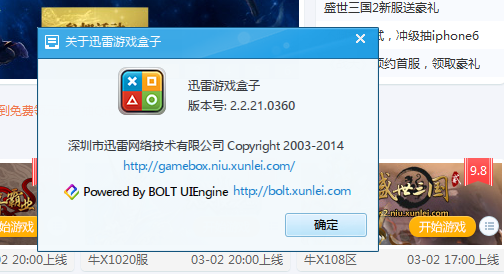 盛世三国2新服送豪礼
试，冲级抽iphone6
预约首服，领取豪礼
关于迅雷游戏盒子
迅雷游戏盒子
版本号: 2.2.21.0360
深圳市迅雷网络技术有限公司 Copyright 2003-2014
http://gamebox.niu.xunlei.com/
Powered By BOLT UIEngine http://bolt.xunlei.com
确定
到免费
9.8
盛世三国
2.niu.xunlei.com
始游戏
开始游戏
02 20:00上线
牛X1020服
03-02 20:00上线
牛X108区
03-02 17:00上线